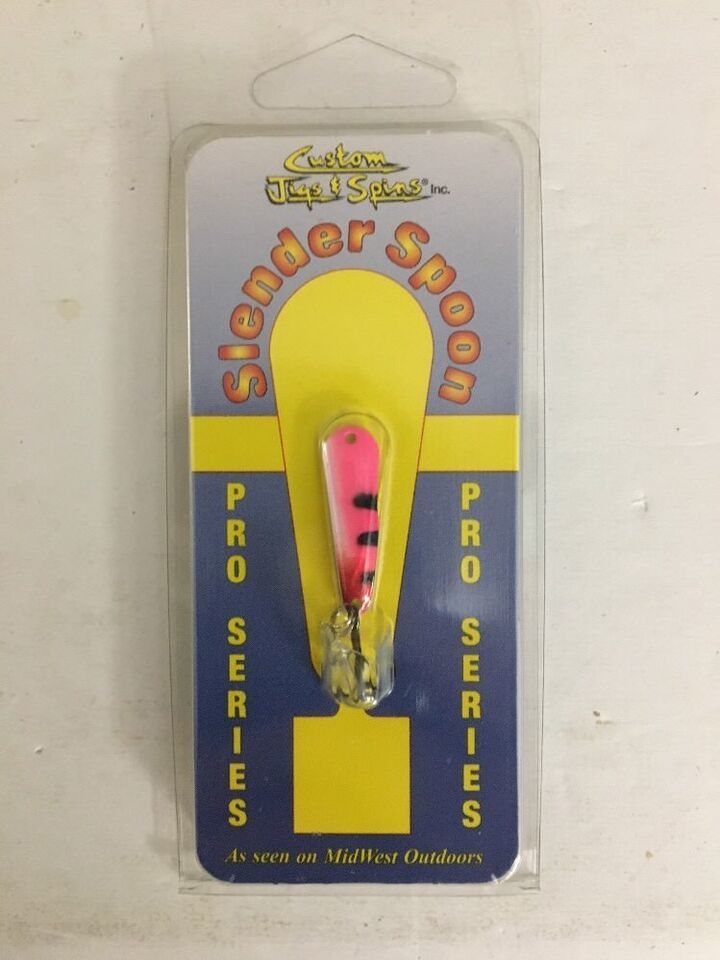 Custom
Jigs & Spins® Inc.
Slender Spoon
PRO SERIES
PRO SERIES
As seen on MidWest Outdoors